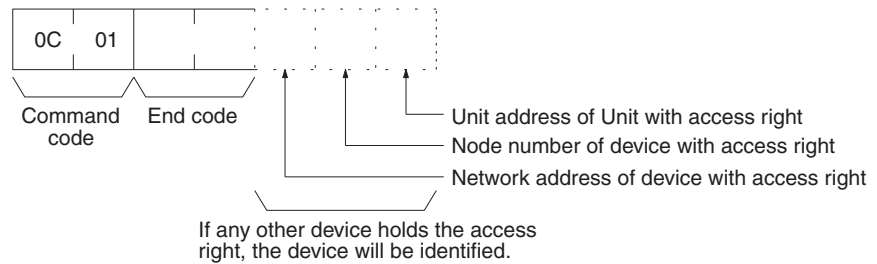 0C 01
Command
code
End code
Unit address of Unit with access right
Node number of device with access right
Network address of device with access right
If any other device holds the access
right, the device will be identified.